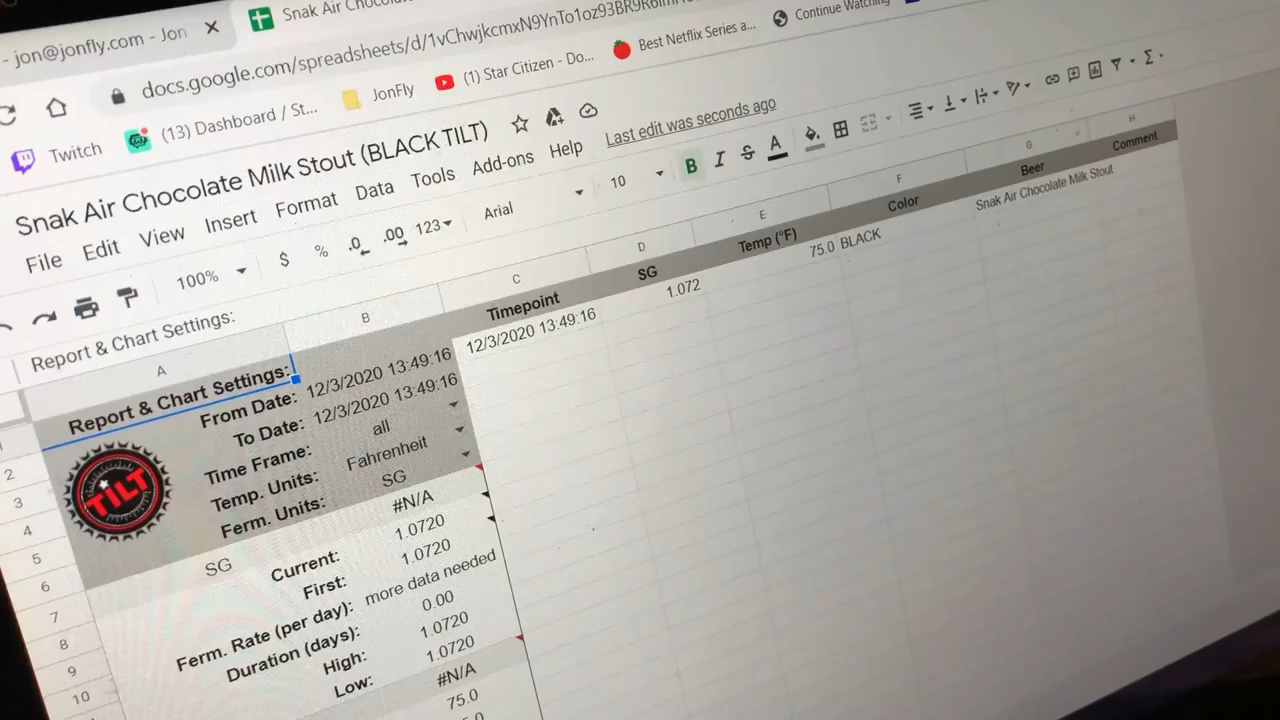 - jon@jonfly.com - Jon
Snak Air
docs.google.com/spreadsheets/d/
Twitch
(13) Dashboard / St...
JonFly
(1) Star Citizen - Do...
Best Netflix Series a...
Continue Watching
Snak Air Chocolate Milk Stout (BLACK TILT)
File Edit View Insert Format Data Tools Add-ons Help Last edit was seconds ago
100% $ % .0 .00 123 Arial 10 B I S A
Report & Chart Settings:
A B C D E F G H
Report & Chart Settings: Timepoint SG Temp (°F) Color Beer Comment
2 From Date: 12/3/2020 13:49:16 12/3/2020 13:49:16 1.072 75.0 BLACK Snak Air Chocolate Milk Stout
3 To Date: 12/3/2020 13:49:16
4 Time Frame: all
5 Temp. Units: Fahrenheit
6 Ferm. Units: SG
TILT
7 SG #N/A
8 Current: 1.0720
9 First: 1.0720
10 Ferm. Rate (per day): more data needed
Duration (days): 0.00
High: 1.0720
Low: 1.0720
#N/A
75.0